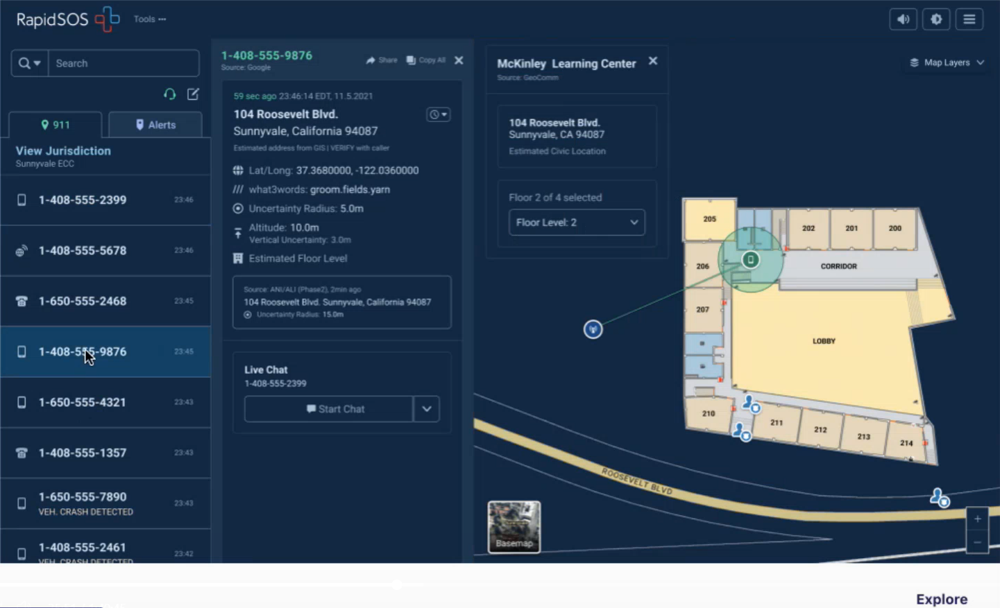 RapidSOS
Tools
Search
911
Alerts
View Jurisdiction
Sunnyvale ECC
1-408-555-2399
23:46
1-408-555-5678
23:46
1-650-555-2468
23:45
1-408-555-9876
23:45
1-650-555-4321
23:43
1-408-555-1357
23:43
1-650-555-7890
VEH. CRASH DETECTED
23:43
1-408-555-2461
VEH. CRASH DETECTED
23:42
1-408-555-9876
Source: Google
Share
Copy All
59 sec ago 23:46:14 EDT, 11.5.2021
104 Roosevelt Blvd.
Sunnyvale, California 94087
Estimated address from GIS | VERIFY with caller
Lat/Long: 37.3680000, -122.0360000
/// what3words: groom.fields.yarn
Uncertainty Radius: 5.0m
Altitude: 10.0m
Vertical Uncertainty: 3.0m
Estimated Floor Level
Source: ANI/ALI (Phase2), 2min ago
104 Roosevelt Blvd. Sunnyvale, California 94087
Uncertainty Radius: 15.0m
Live Chat
1-408-555-2399
Start Chat
McKinley Learning Center
Source: GeoComm
104 Roosevelt Blvd.
Sunnyvale, CA 94087
Estimated Civic Location
Floor 2 of 4 selected
Floor Level: 2
Map Layers
205
202
201
200
206
CORRIDOR
207
LOBBY
210
211
212
213
214
ROOSEVELT BLVD
Basemap
+
−
Explore